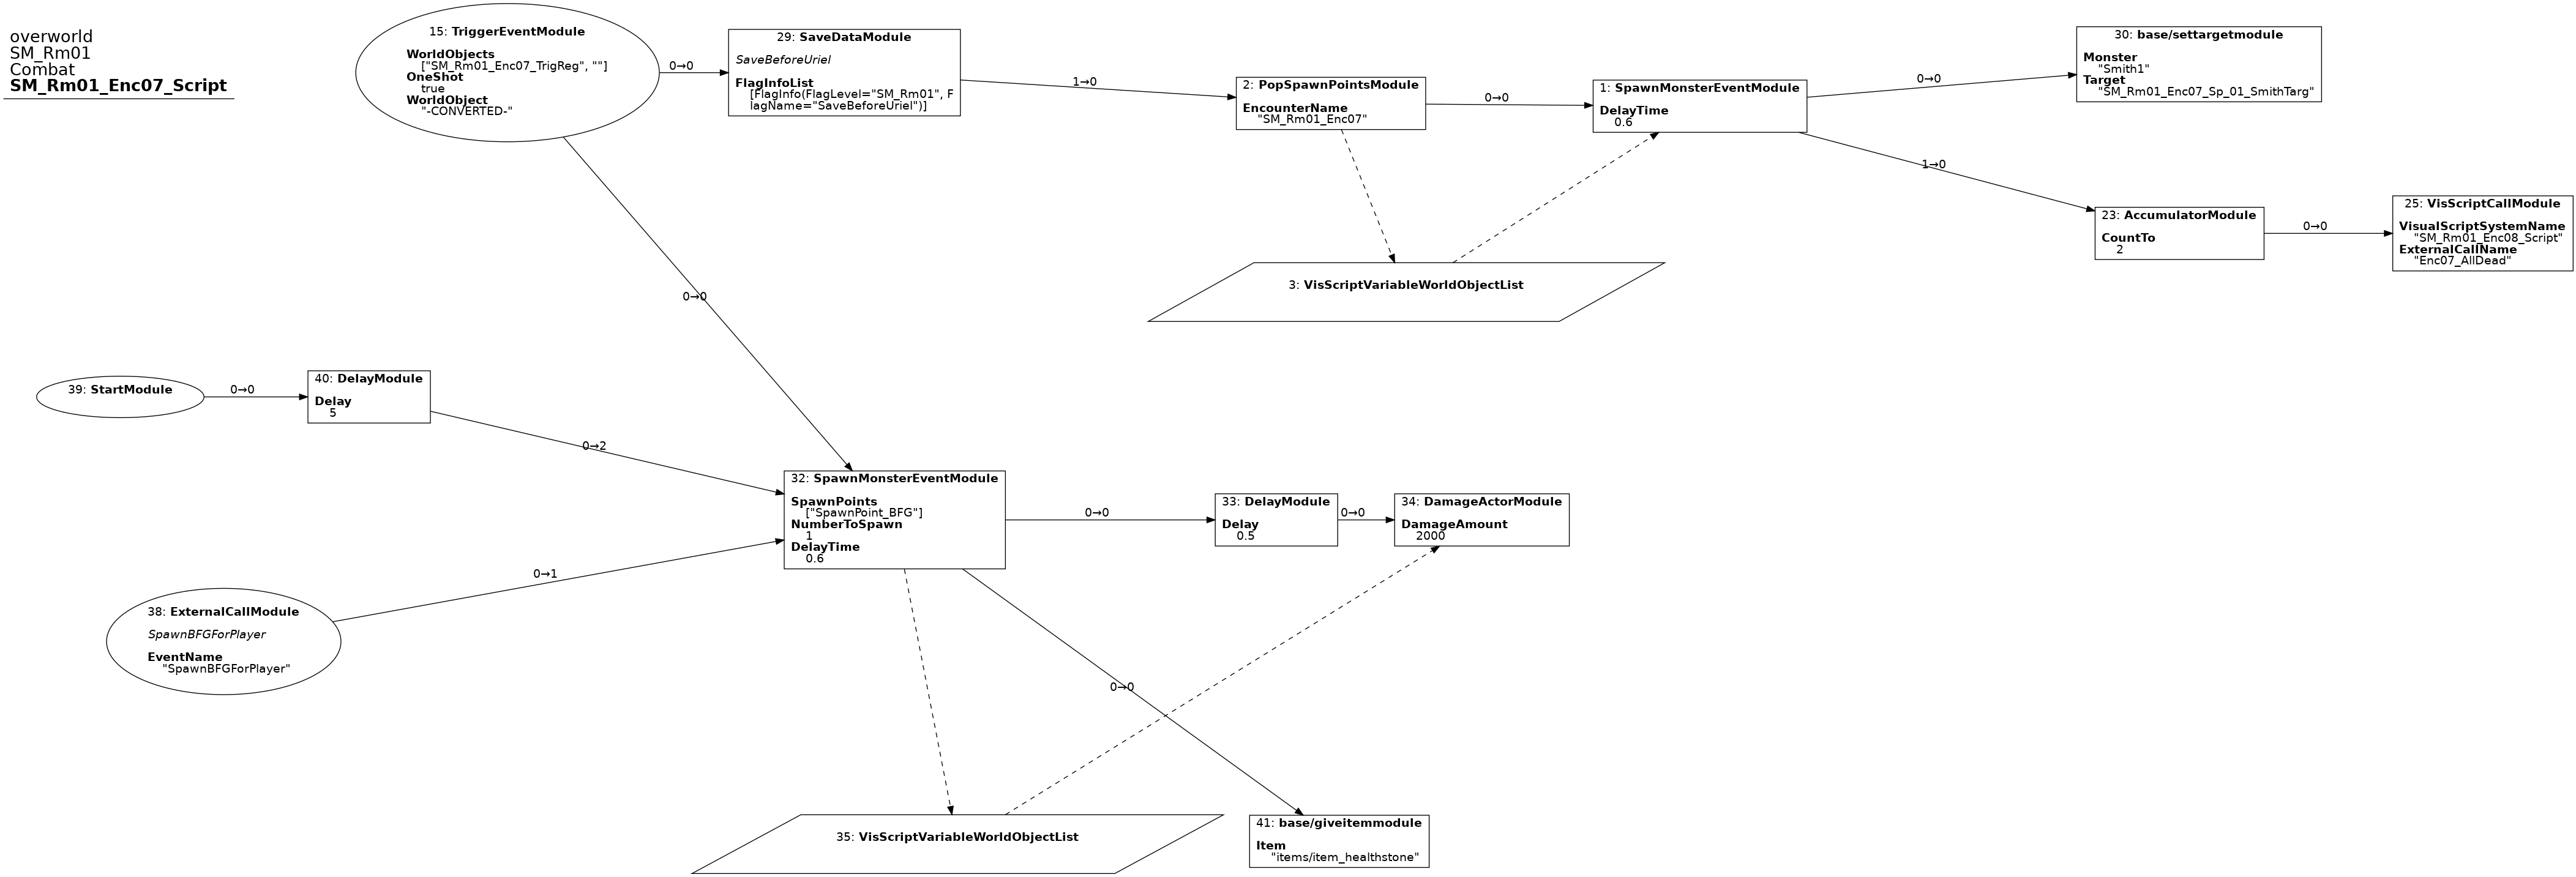 overworld
SM_Rm01
Combat
SM_Rm01_Enc07_Script
15: TriggerEventModule
WorldObjects
["SM_Rm01_Enc07_TrigReg", ""]
OneShot
true
WorldObject
"-CONVERTED-"
0→0
29: SaveDataModule
SaveBeforeUriel
FlagInfoList
[FlagInfo(FlagLevel="SM_Rm01", F
lagName="SaveBeforeUriel")]
1→0
2: PopSpawnPointsModule
EncounterName
"SM_Rm01_Enc07"
0→0
1: SpawnMonsterEventModule
DelayTime
0.6
0→0
30: base/settargetmodule
Monster
"Smith1"
Target
"SM_Rm01_Enc07_Sp_01_SmithTarg"
1→0
23: AccumulatorModule
CountTo
2
0→0
25: VisScriptCallModule
VisualScriptSystemName
"SM_Rm01_Enc08_Script"
ExternalCallName
"Enc07_AllDead"
3: VisScriptVariableWorldObjectList
0→0
39: StartModule
0→0
40: DelayModule
Delay
5
0→2
32: SpawnMonsterEventModule
SpawnPoints
["SpawnPoint_BFG"]
NumberToSpawn
1
DelayTime
0.6
0→0
33: DelayModule
Delay
0.5
0→0
34: DamageActorModule
DamageAmount
2000
0→1
38: ExternalCallModule
SpawnBFGForPlayer
EventName
"SpawnBFGForPlayer"
0→0
35: VisScriptVariableWorldObjectList
41: base/giveitemmodule
Item
"items/item_healthstone"